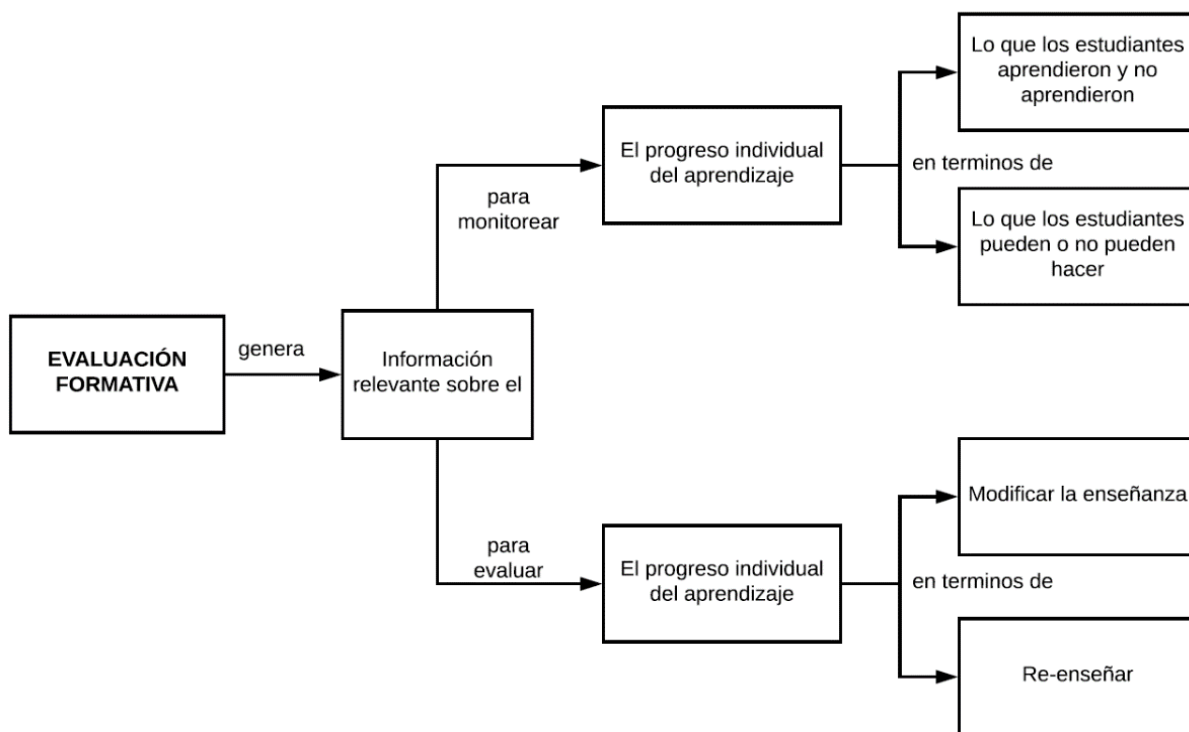 Lo que los estudiantes
aprendieron y no
aprendieron
El progreso individual
del aprendizaje
en terminos de
para
monitorear
Lo que los estudiantes
pueden o no pueden
hacer
EVALUACIÓN
FORMATIVA
genera
Información
relevante sobre el
Modificar la enseñanza
para
evaluar
El progreso individual
del aprendizaje
en terminos de
Re-enseñar